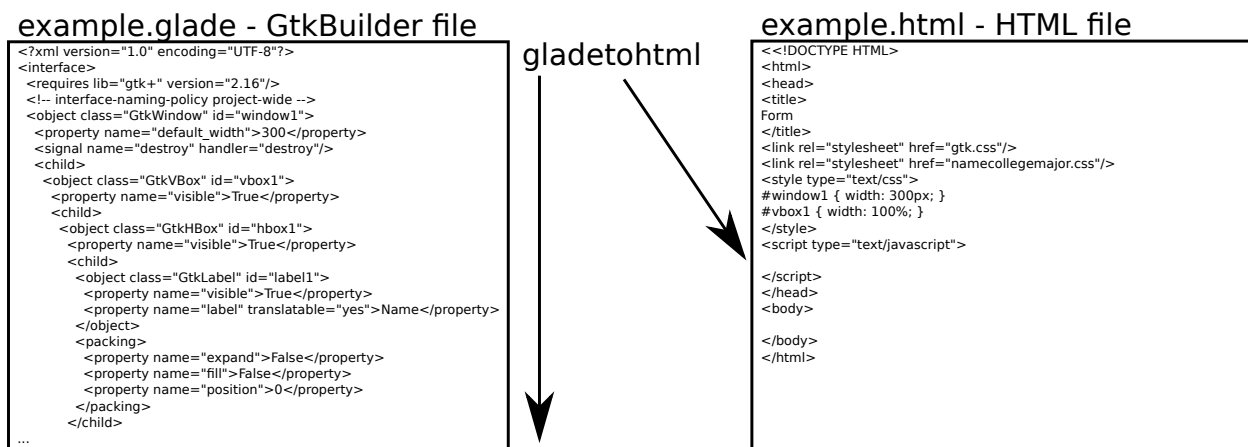 example.glade - GtkBuilder file
<?xml version="1.0" encoding="UTF-8"?>
<interface>
<requires lib="gtk+" version="2.16"/>
<!-- interface-naming-policy project-wide -->
<object class="GtkWindow" id="window1">
<property name="default_width">300</property>
<signal name="destroy" handler="destroy"/>
<child>
<object class="GtkVBox" id="vbox1">
<property name="visible">True</property>
<child>
<object class="GtkHBox" id="hbox1">
<property name="visible">True</property>
<child>
<object class="GtkLabel" id="label1">
<property name="visible">True</property>
<property name="label" translatable="yes">Name</property>
</object>
<packing>
<property name="expand">False</property>
<property name="fill">False</property>
<property name="position">0</property>
</packing>
</child>
...
gladetohtml
example.html - HTML file
<<!DOCTYPE HTML>
<html>
<head>
<title>
Form
</title>
<link rel="stylesheet" href="gtk.css"/>
<link rel="stylesheet" href="namecollegemajor.css"/>
<style type="text/css">
#window1 { width: 300px; }
#vbox1 { width: 100%; }
</style>
<script type="text/javascript">
</script>
</head>
<body>
</body>
</html>